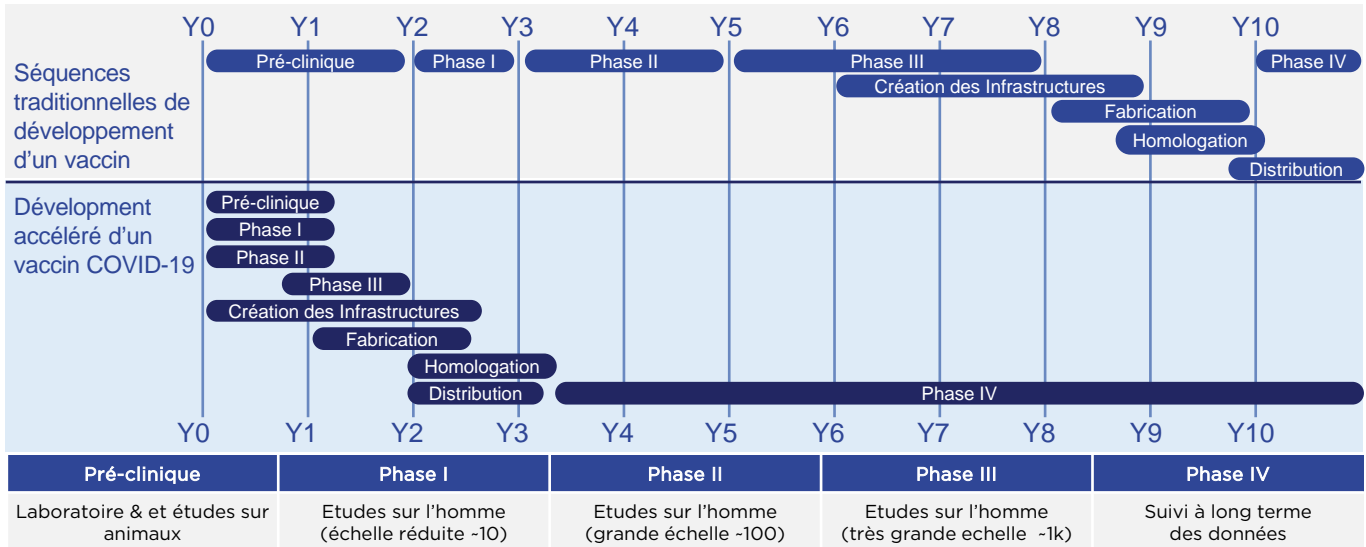 Y0 Y1 Y2 Y3 Y4 Y5 Y6 Y7 Y8 Y9 Y10
Séquences
traditionnelles de
développement
d'un vaccin
Pré-clinique Phase I Phase II Phase III Phase IV
Création des Infrastructures
Fabrication
Homologation
Distribution
Dévelopment
accéléré d'un
vaccin COVID-19
Pré-clinique
Phase I
Phase II
Phase III
Création des Infrastructures
Fabrication
Homologation
Distribution Phase IV
Y0 Y1 Y2 Y3 Y4 Y5 Y6 Y7 Y8 Y9 Y10
Pré-clinique Phase I Phase II Phase III Phase IV
Laboratoire & et études sur
animaux
Etudes sur l'homme
(échelle réduite ~10)
Etudes sur l'homme
(grande échelle ~100)
Etudes sur l'homme
(très grande echelle ~1k)
Suivi à long terme
des données